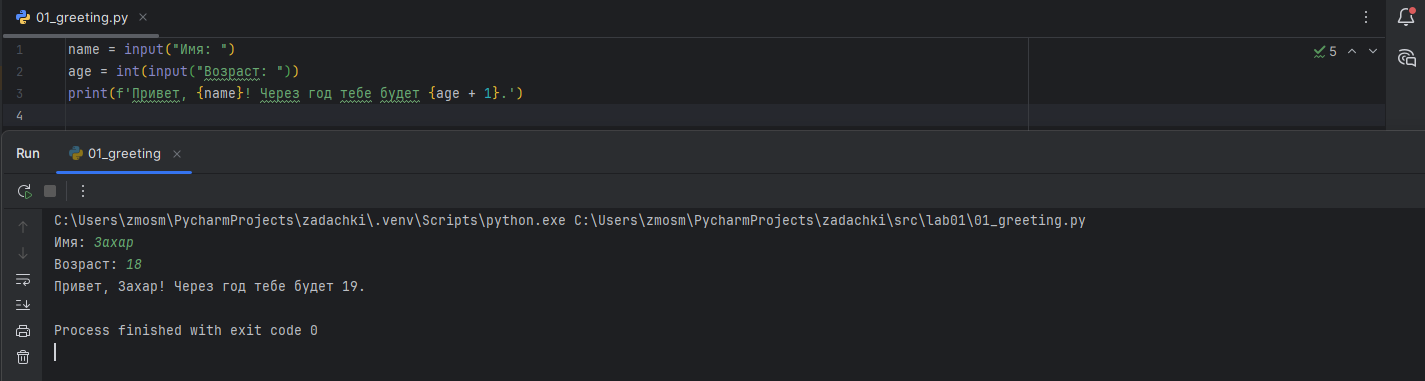 01_greeting.py
5
1 name = input("Имя: ")
2 age = int(input("Возраст: "))
3 print(f'Привет, {name}! Через год тебе будет {age + 1}.')
4
Run 01_greeting
C:\Users\zmosm\PycharmProjects\zadachki\.venv\Scripts\python.exe C:\Users\zmosm\PycharmProjects\zadachki\src\lab01\01_greeting.py
Имя: Захар
Возраст: 18
Привет, Захар! Через год тебе будет 19.
Process finished with exit code 0